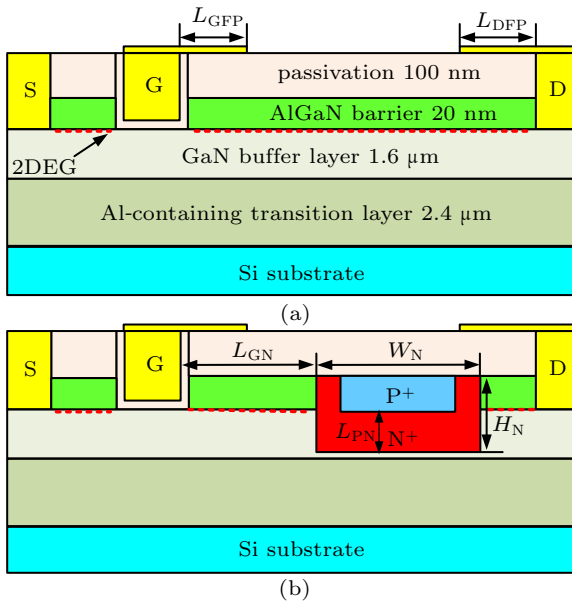 L_GFP
L_DFP
S
G
passivation 100 nm
D
AlGaN barrier 20 nm
2DEG
GaN buffer layer 1.6 µm
Al-containing transition layer 2.4 µm
Si substrate
(a)
S
G
L_GN
W_N
D
P⁺
L_PN
N⁺
H_N
Si substrate
(b)